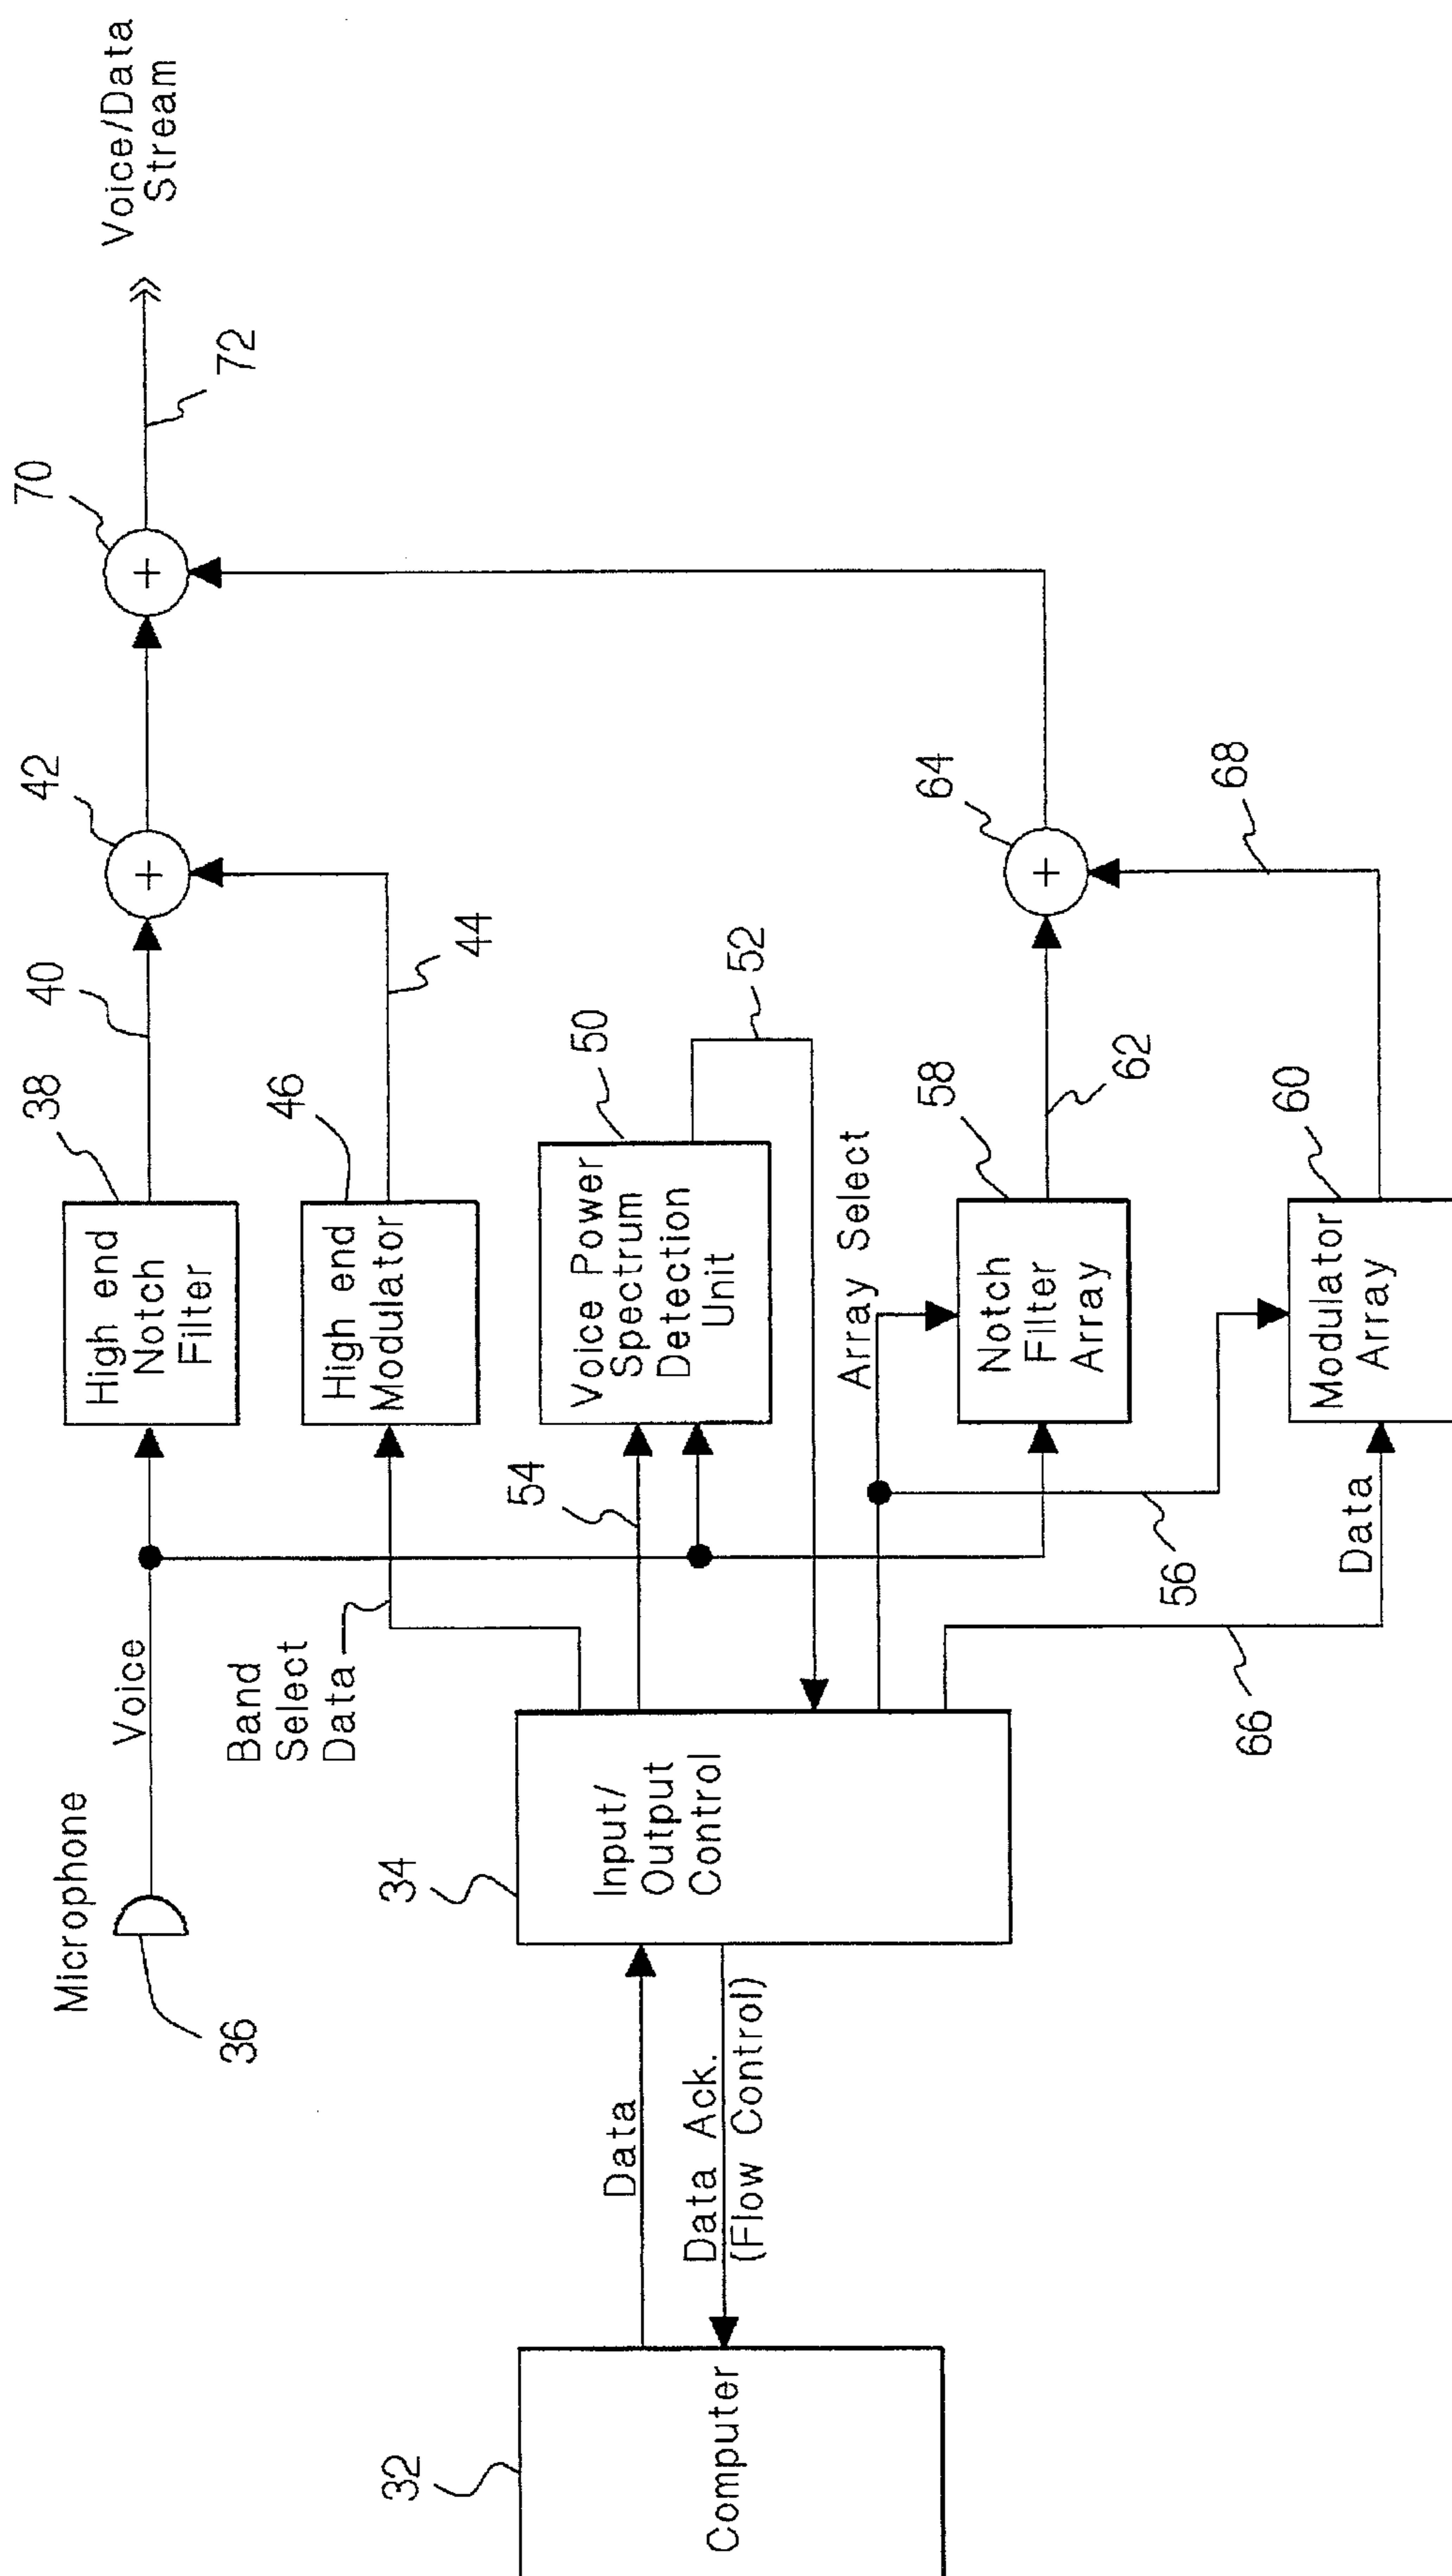 Voice/Data
Stream
72
70
42
40
38
High end
Notch
Filter
44
46
High end
Modulator
50
Voice Power
Spectrum
Detection
Unit
52
54
64
68
62
58
Notch
Filter
Array
Array Select
60
Modulator
Array
56
Data
66
Microphone
Voice
36
Band
Select
Data
34
Input/
Output
Control
Data
Data Ack.
(Flow Control)
32
Computer